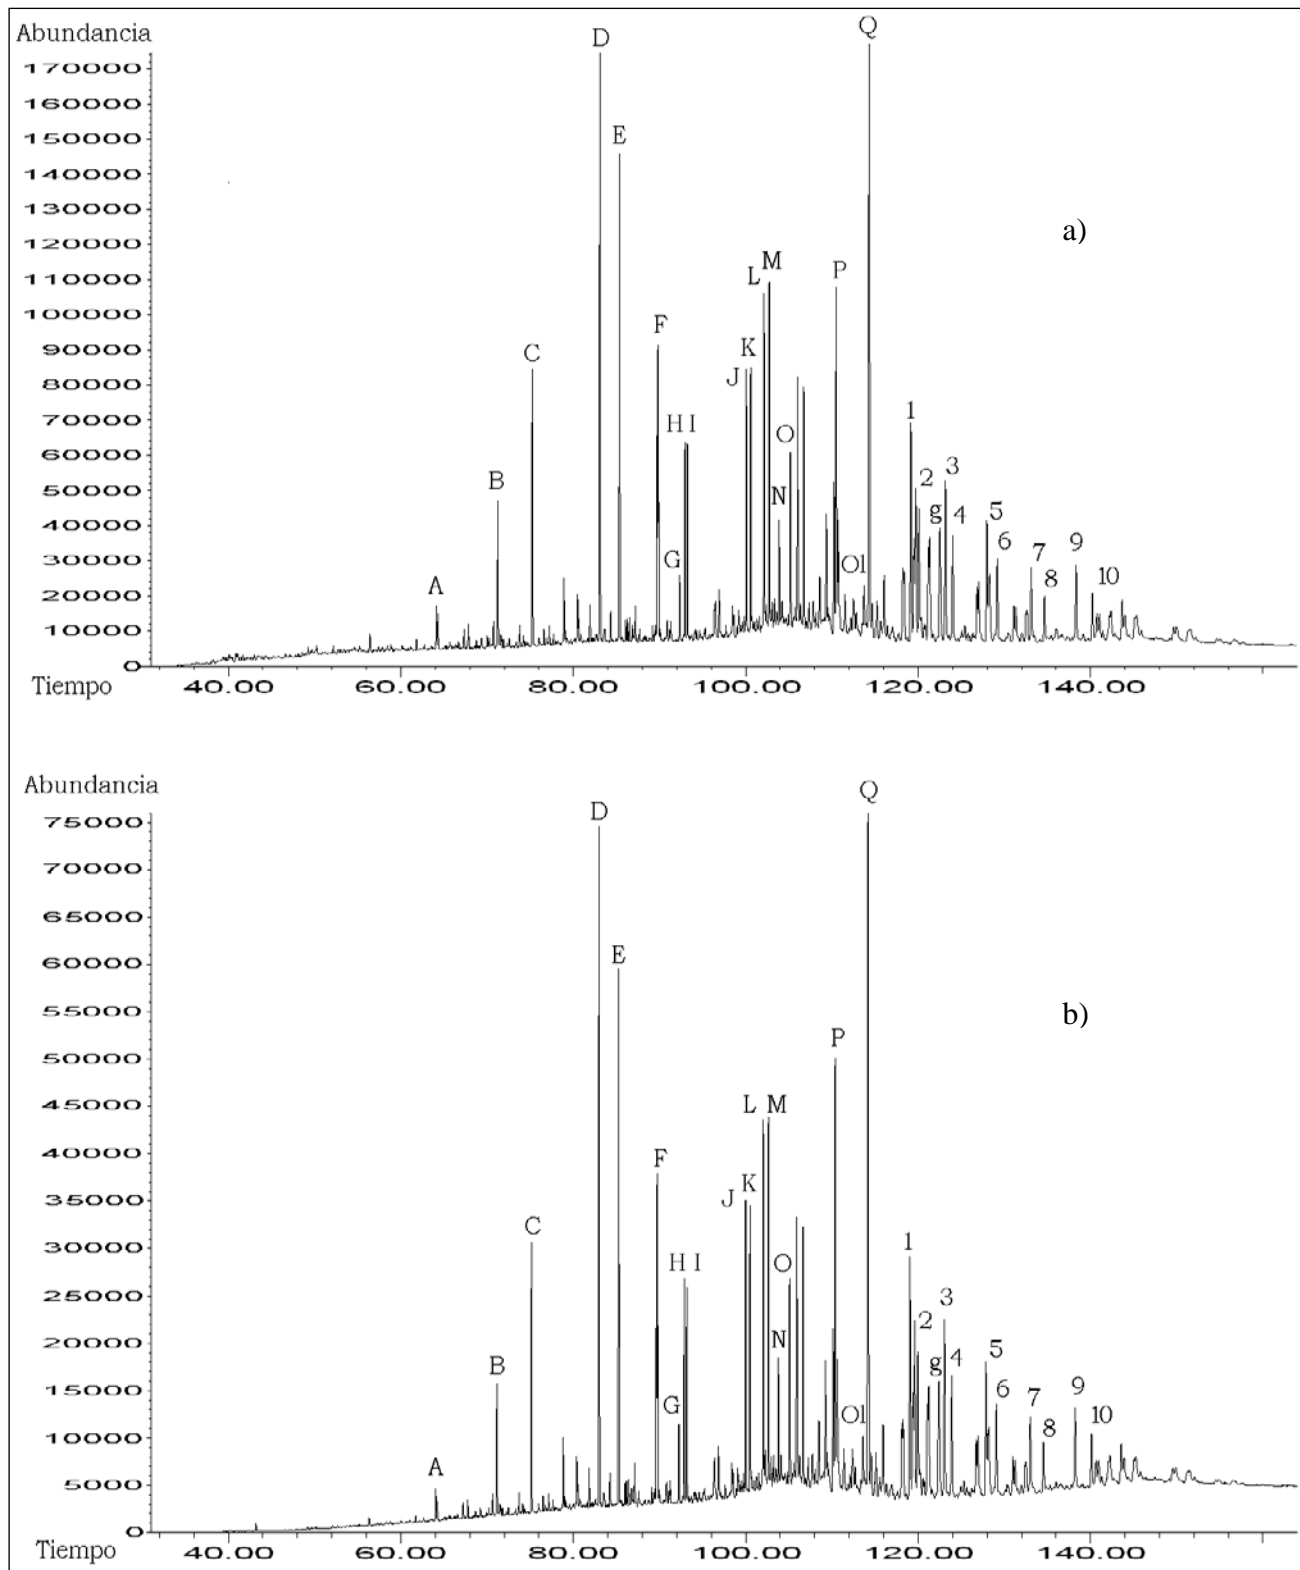 Abundancia
D
Q
170000
160000
150000
E
140000
130000
120000
a)
110000
L M P
100000
90000
F
K
80000
C J
70000
H I 1
60000
O
50000
B 2 3
N g 4 5
40000
6
30000
G Ol 7 9
A 8 10
20000
10000
0
Tiempo 40.00 60.00 80.00 100.00 120.00 140.00
Abundancia
Q
D
75000
70000
65000
60000
E
55000
b)
50000
P
45000
L M
40000
F
35000
J K
30000
C
1
25000
H I O
3
20000
2
N
5
15000
B g 4
6 7 9
G Ol 8 10
10000
A
5000
0
Tiempo 40.00 60.00 80.00 100.00 120.00 140.00